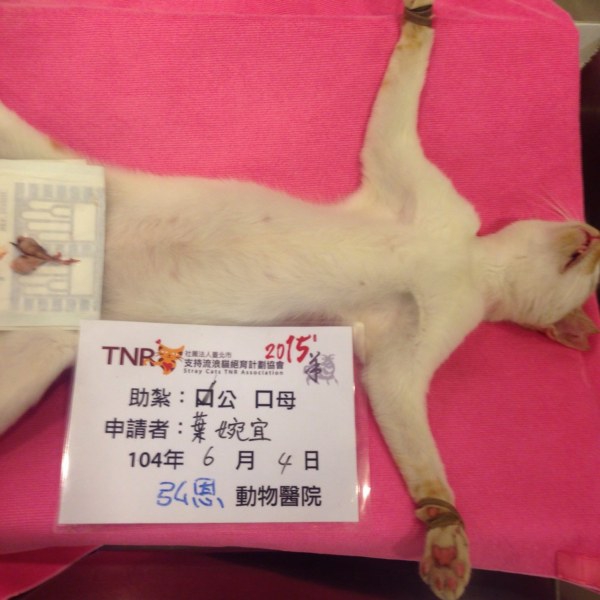 TNR 社團法人臺北市 2015'
支持流浪貓絕育計劃協會
Stray Cats TNR Association
助紮：☑公 口母
申請者：葉婉宜
104年 6 月 4 日
弘恩 動物醫院